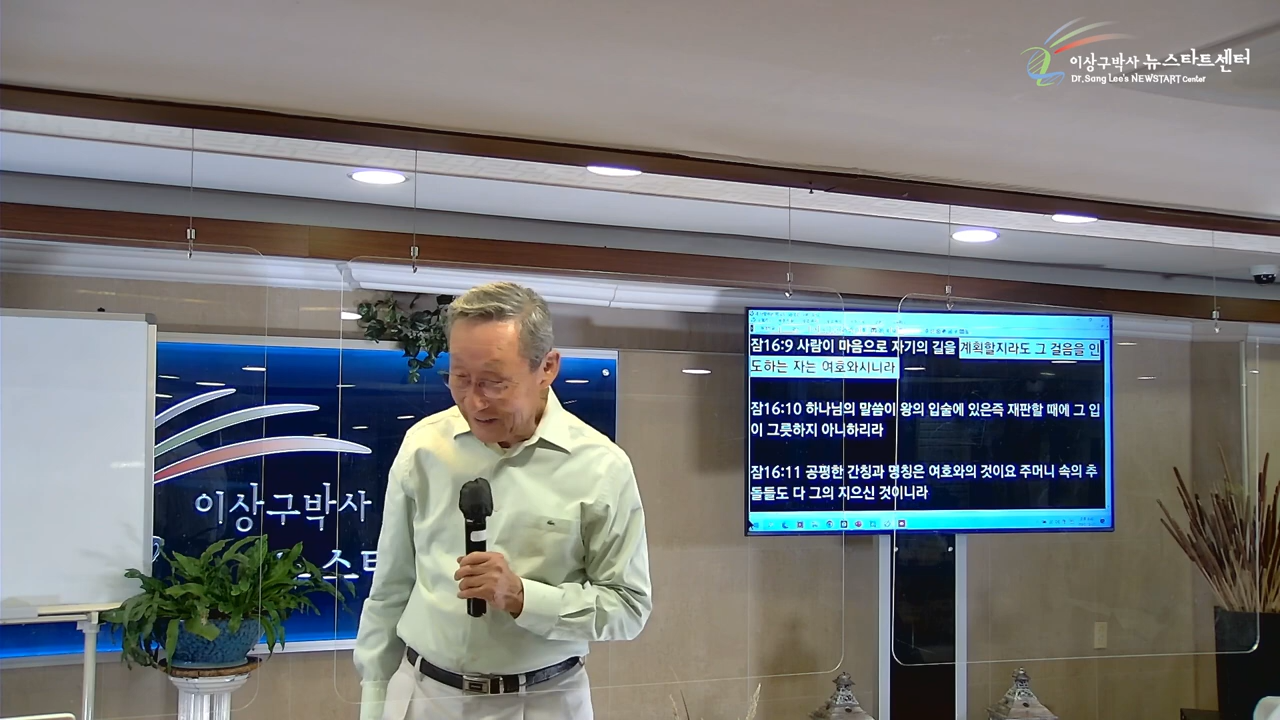 이상구박사 뉴스타트센터
Dr. Sang Lee's NEWSTART Center
잠16:9 사람이 마음으로 자기의 길을 계획할지라도 그 걸음을 인
도하는 자는 여호와시니라
잠16:10 하나님의 말씀이 왕의 입술에 있은즉 재판할 때에 그 입
이 그릇하지 아니하리라
잠16:11 공평한 간칭과 명칭은 여호와의 것이요 주머니 속의 추
돌들도 다 그의 지으신 것이니라
이상구박사